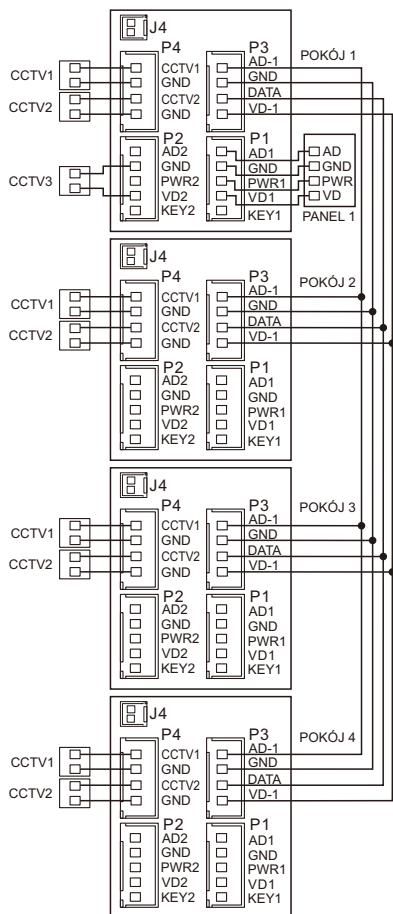 J4
P4 P3
AD-1 POKÓJ 1
CCTV1 CCTV1 GND
GND DATA
CCTV2 CCTV2 VD-1
GND
P2 P1
AD2 AD1 AD
GND GND GND
CCTV3 PWR2 PWR1 PWR
VD2 VD1 VD
KEY2 KEY1 PANEL 1
J4
P4 P3
AD-1 POKÓJ 2
CCTV1 CCTV1 GND
GND DATA
CCTV2 CCTV2 VD-1
GND
P2 P1
AD2 AD1
GND GND
PWR2 PWR1
VD2 VD1
KEY2 KEY1
J4
P4 P3
AD-1 POKÓJ 3
CCTV1 CCTV1 GND
GND DATA
CCTV2 CCTV2 VD-1
GND
P2 P1
AD2 AD1
GND GND
PWR2 PWR1
VD2 VD1
KEY2 KEY1
J4
P4 P3
AD-1 POKÓJ 4
CCTV1 CCTV1 GND
GND DATA
CCTV2 CCTV2 VD-1
GND
P2 P1
AD2 AD1
GND GND
PWR2 PWR1
VD2 VD1
KEY2 KEY1